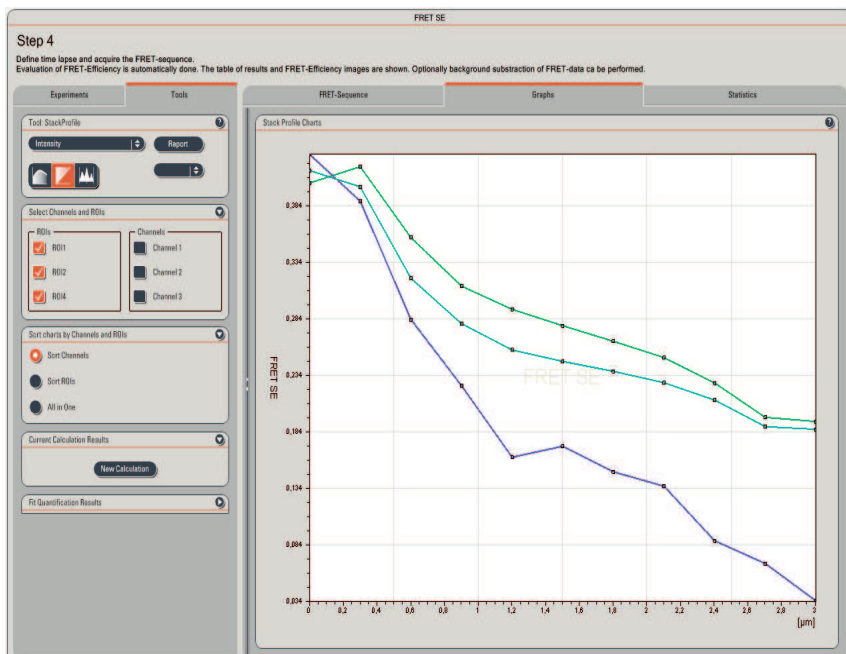 FRET SE
Step 4
Define time lapse and acquire the FRET-sequence.
Evaluation of FRET-Efficiency is automatically done. The table of results and FRET-Efficiency images are shown. Optionally background substraction of FRET-data ca be performed.
Experiments
Tools
FRET-Sequence
Graphs
Statistics
Tool: StackProfile
?
Intensity
Report
Select Channels and ROIs
ROIs
Channels
ROI1
Channel 1
ROI2
Channel 2
ROI4
Channel 3
Sort charts by Channels and ROIs
Sort Channels
Sort ROIs
All in One
Current Calculation Results
New Calculation
Fit Quantification Results
Stack Profile Charts
?
0,384
0,334
0,284
0,234
0,184
0,134
0,084
0,034
FRET SE
FRET SE
0
0,2
0,4
0,6
0,8
1
1,2
1,4
1,6
1,8
2
2,2
2,4
2,6
2,8
3
[µm]